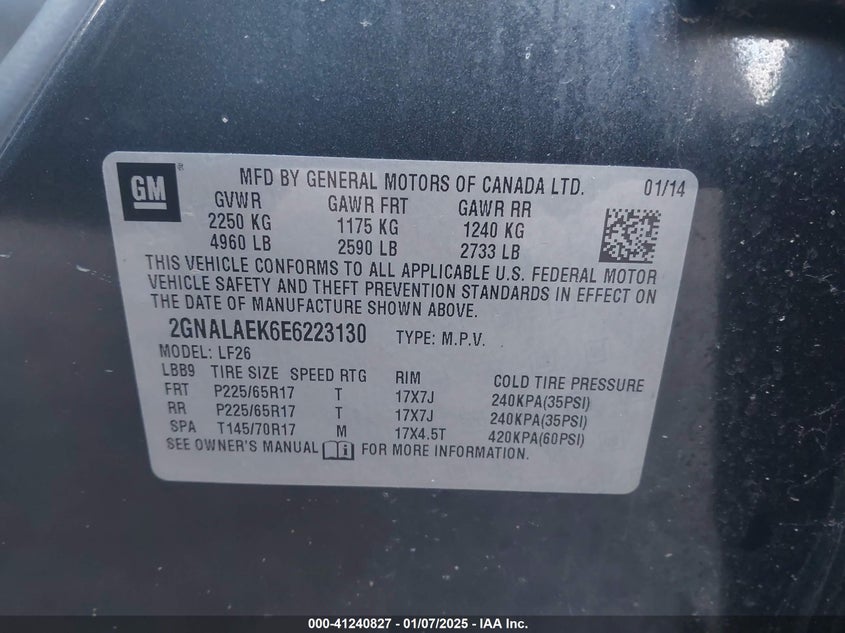 GM
MFD BY GENERAL MOTORS OF CANADA LTD. 01/14
GVWR GAWR FRT GAWR RR
2250 KG 1175 KG 1240 KG
4960 LB 2590 LB 2733 LB
THIS VEHICLE CONFORMS TO ALL APPLICABLE U.S. FEDERAL MOTOR
VEHICLE SAFETY AND THEFT PREVENTION STANDARDS IN EFFECT ON
THE DATE OF MANUFACTURE SHOWN ABOVE.
2GNALAEK6E6223130 TYPE: M.P.V.
MODEL: LF26
LBB9 TIRE SIZE SPEED RTG RIM COLD TIRE PRESSURE
FRT P225/65R17 T 17X7J 240KPA(35PSI)
RR P225/65R17 T 17X7J 240KPA(35PSI)
SPA T145/70R17 M 17X4.5T 420KPA(60PSI)
SEE OWNER'S MANUAL FOR MORE INFORMATION.
000-41240827 - 01/07/2025 - IAA Inc.